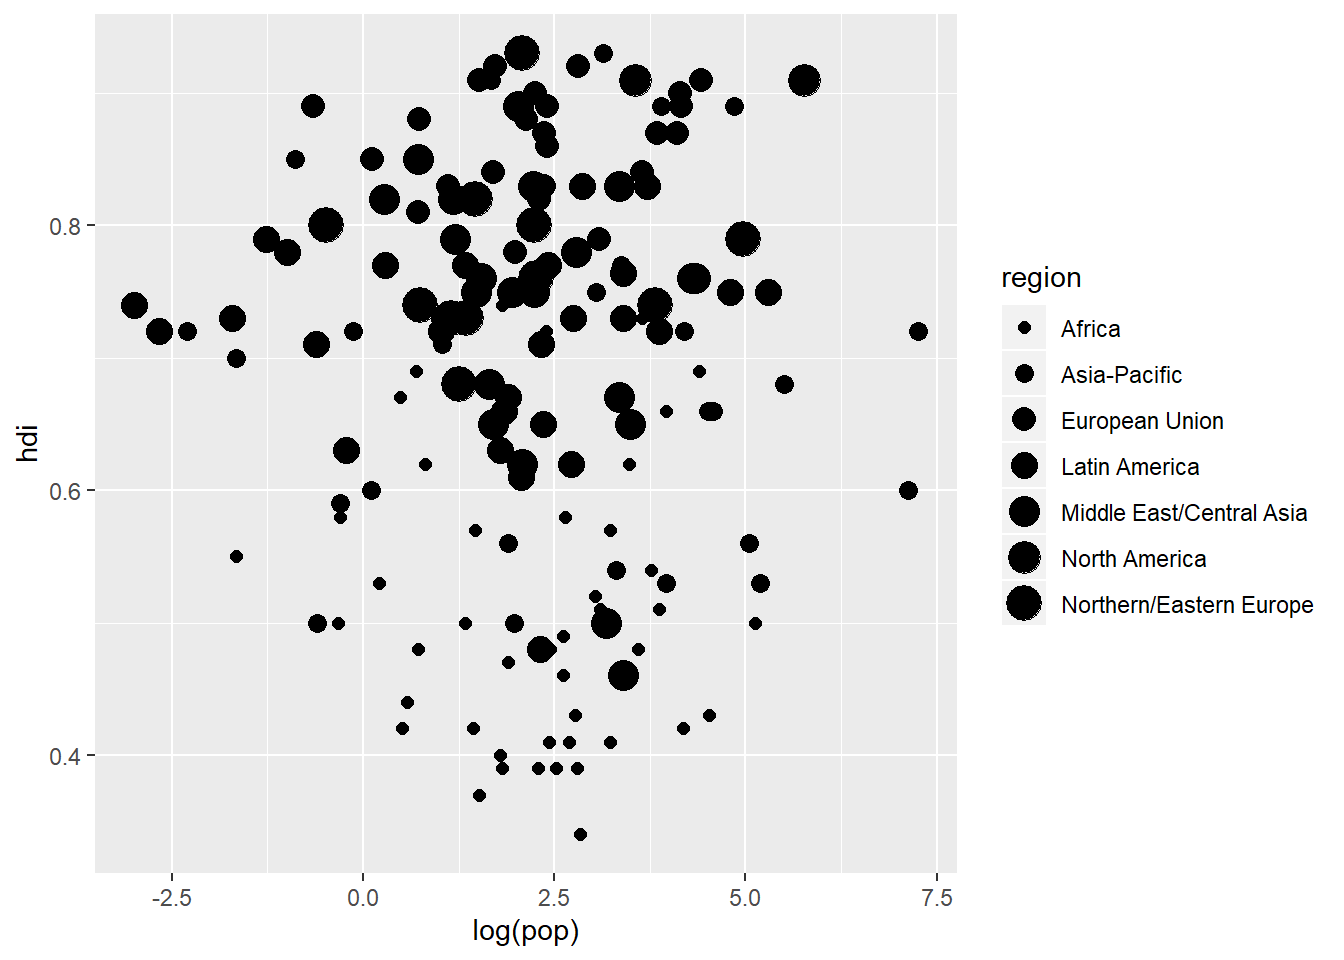 hdi
0.8
0.6
0.4
-2.5
0.0
2.5
5.0
7.5
log(pop)
region
Africa
Asia-Pacific
European Union
Latin America
Middle East/Central Asia
North America
Northern/Eastern Europe